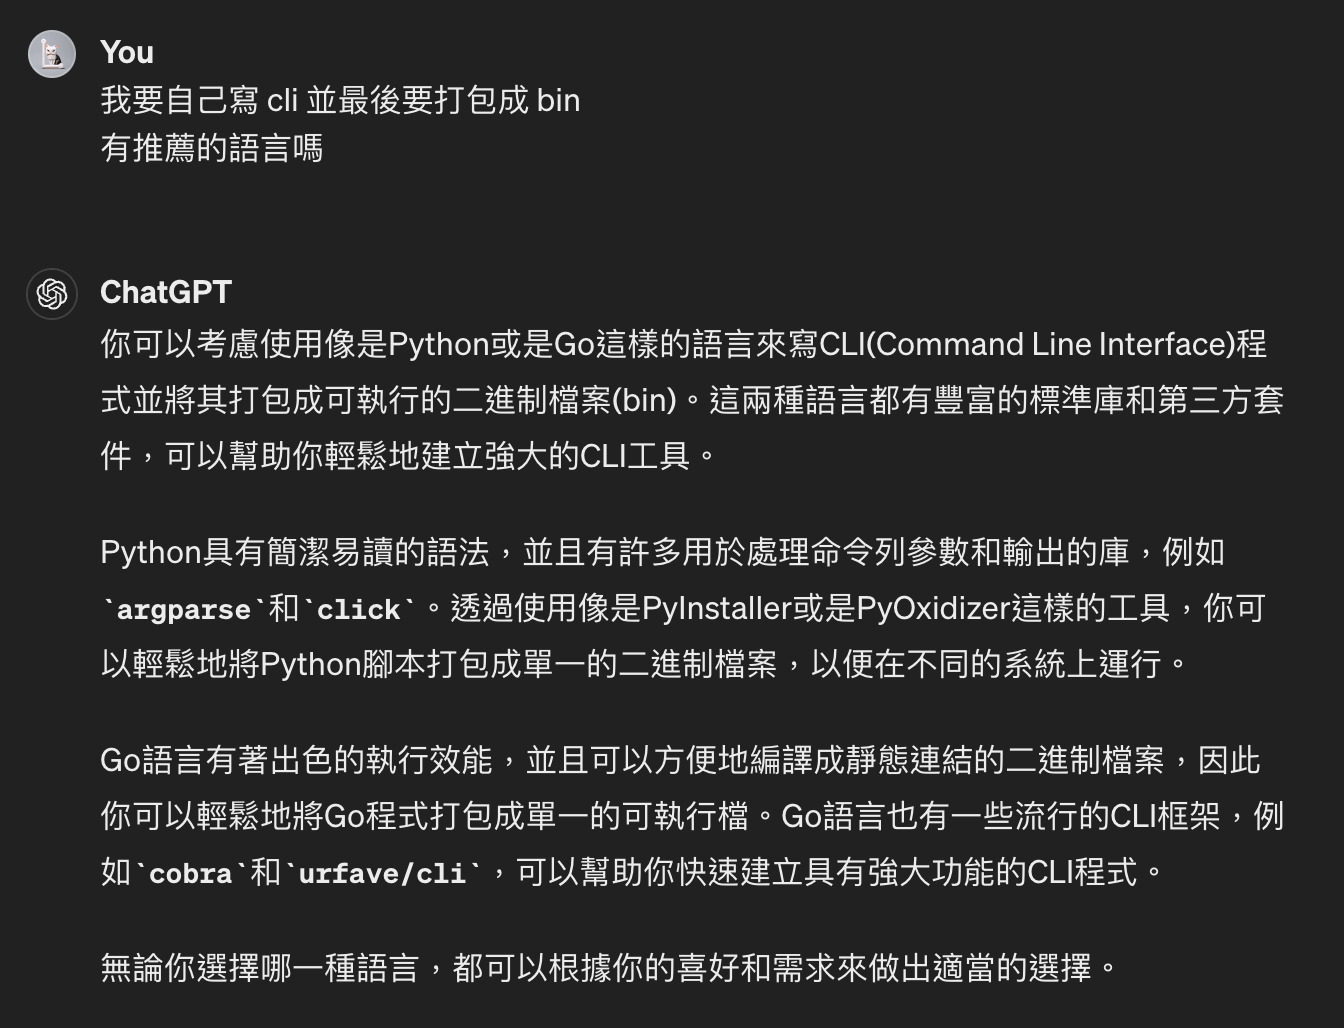 You
我要自己寫 cli 並最後要打包成 bin
有推薦的語言嗎
ChatGPT
你可以考慮使用像是Python或是Go這樣的語言來寫CLI(Command Line Interface)程
式並將其打包成可執行的二進制檔案(bin)。這兩種語言都有豐富的標準庫和第三方套
件，可以幫助你輕鬆地建立強大的CLI工具。
Python具有簡潔易讀的語法，並且有許多用於處理命令列參數和輸出的庫，例如
`argparse`和`click`。透過使用像是PyInstaller或是PyOxidizer這樣的工具，你可
以輕鬆地將Python腳本打包成單一的二進制檔案，以便在不同的系統上運行。
Go語言有著出色的執行效能，並且可以方便地編譯成靜態連結的二進制檔案，因此
你可以輕鬆地將Go程式打包成單一的可執行檔。Go語言也有一些流行的CLI框架，例
如`cobra`和`urfave/cli`，可以幫助你快速建立具有強大功能的CLI程式。
無論你選擇哪一種語言，都可以根據你的喜好和需求來做出適當的選擇。